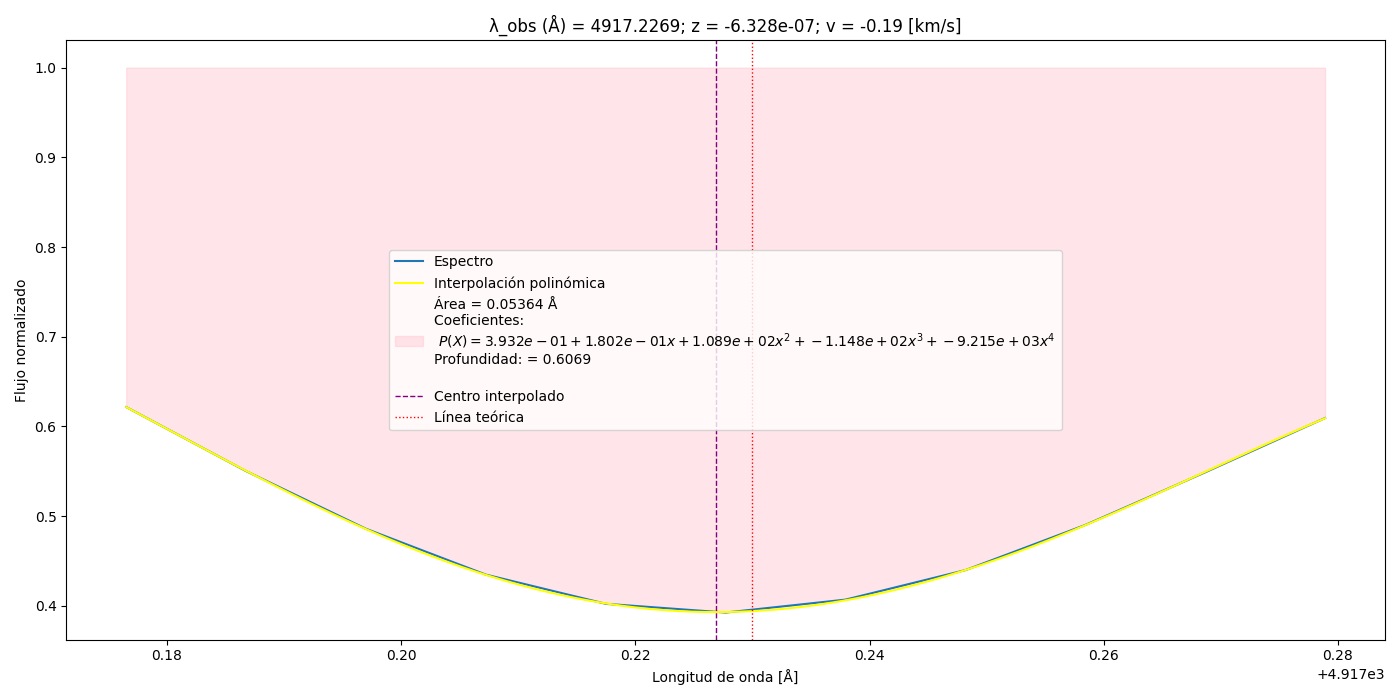 λ_obs (Å) = 4917.2269; z = -6.328e-07; v = -0.19 [km/s]
Flujo normalizado
1.0
0.9
0.8
0.7
0.6
0.5
0.4
Espectro
Interpolación polinómica
Área = 0.05364 Å
Coeficientes:
P(X) = 3.932e − 01 + 1.802e − 01x + 1.089e + 02x² + −1.148e + 02x³ + −9.215e + 03x⁴
Profundidad: = 0.6069
Centro interpolado
Línea teórica
0.18 0.20 0.22 0.24 0.26 0.28
+4.917e3
Longitud de onda [Å]